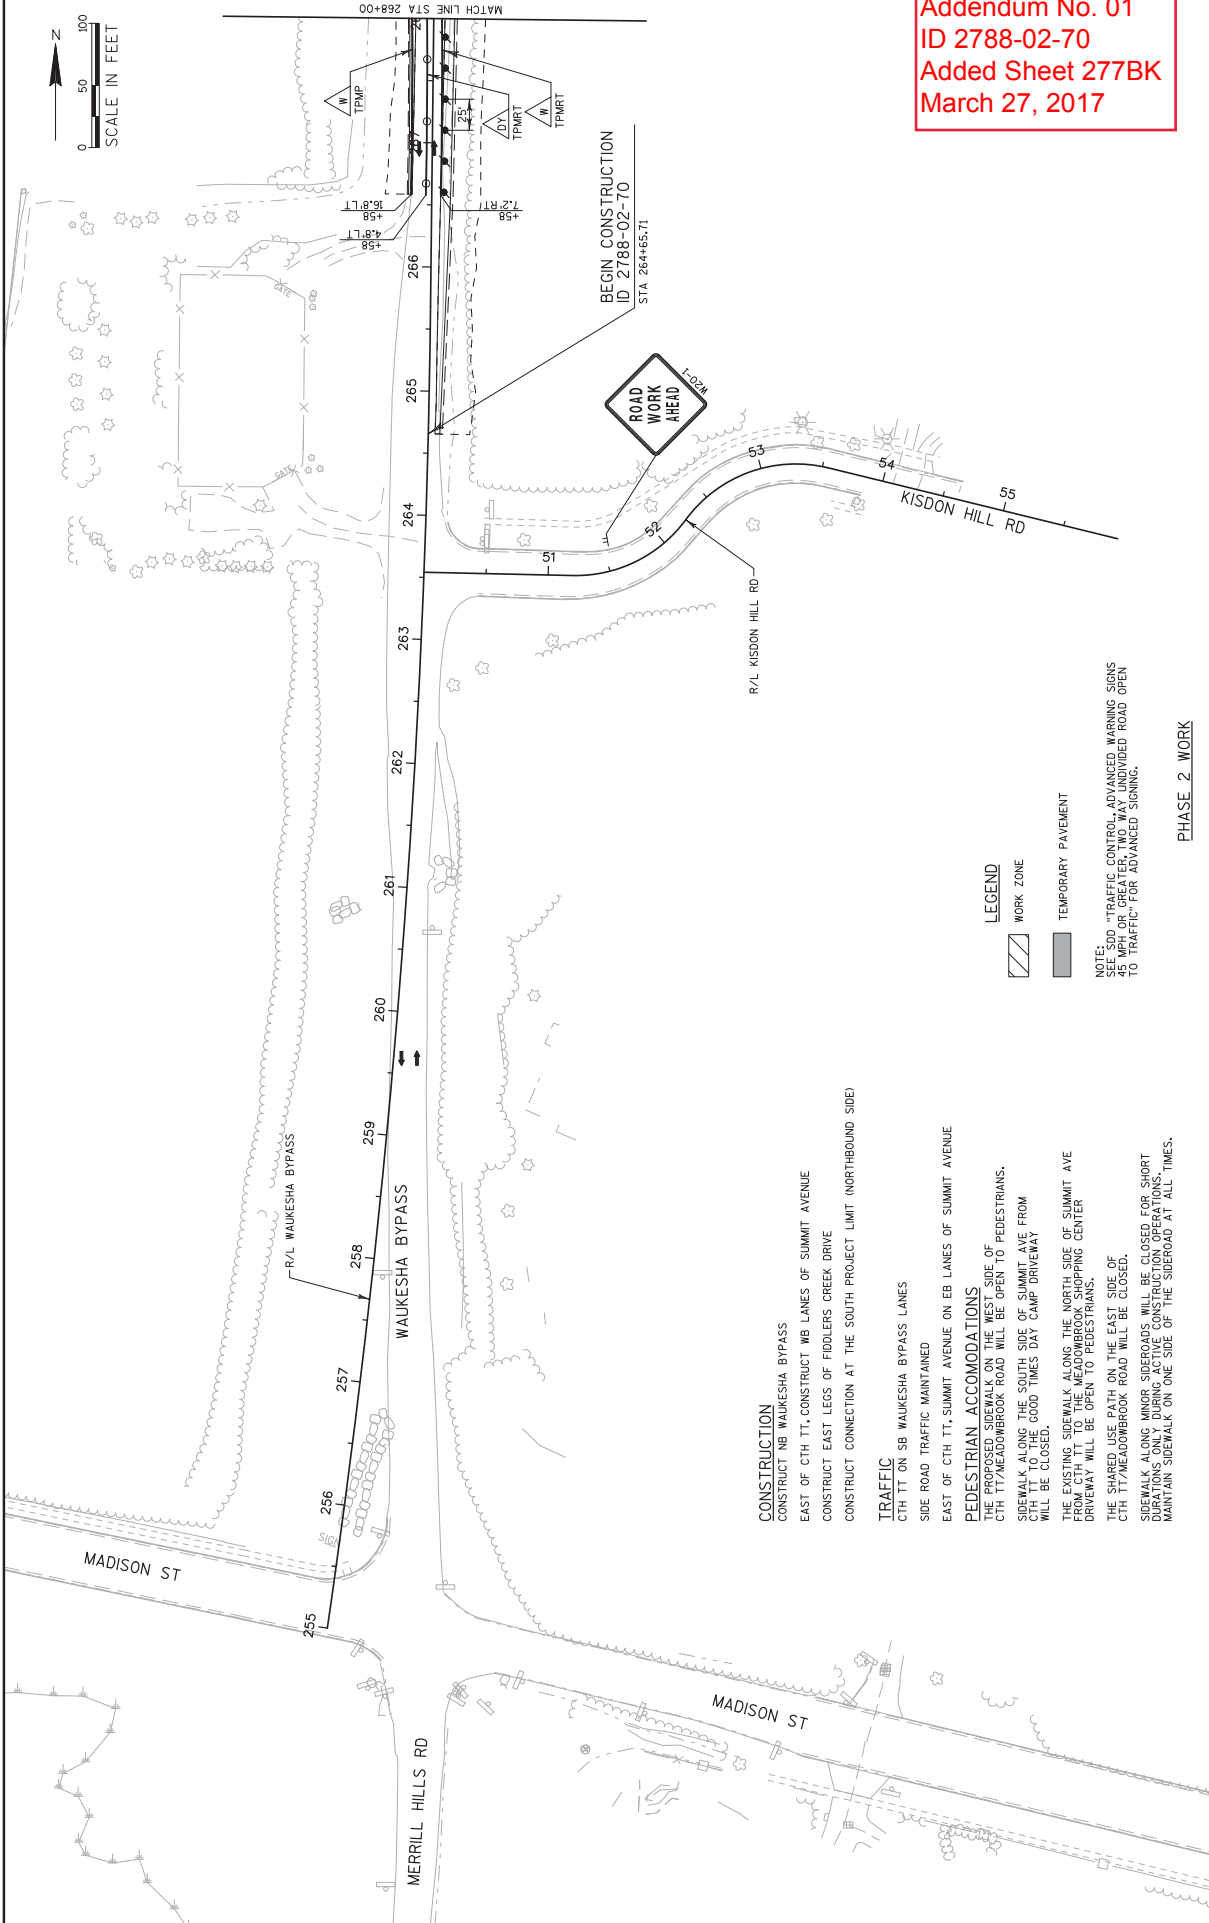 Addendum No. 01
ID 2788-02-70
Added Sheet 277BK
March 27, 2017
MATCH LINE STA 268+00
N
0 50 100
SCALE IN FEET
W
TPMP
DY
TPMRT
W
TPMRT
25'
267
+58
16.8' LT
+58
4.8' LT
+58
7.2' RT
BEGIN CONSTRUCTION
ID 2788-02-70
STA 264+65.71
ROAD
WORK
AHEAD
W20-1
GATE
GATE
266
265
264
263
262
261
260
259
258
257
256
255
51
52
53
54
55
KISDON HILL RD
R/L KISDON HILL RD
R/L WAUKESHA BYPASS
WAUKESHA BYPASS
SIGN
MADISON ST
MADISON ST
MERRILL HILLS RD
CONSTRUCTION
CONSTRUCT NB WAUKESHA BYPASS
EAST OF CTH TT, CONSTRUCT WB LANES OF SUMMIT AVENUE
CONSTRUCT EAST LEGS OF FIDDLERS CREEK DRIVE
CONSTRUCT CONNECTION AT THE SOUTH PROJECT LIMIT (NORTHBOUND SIDE)
TRAFFIC
CTH TT ON SB WAUKESHA BYPASS LANES
SIDE ROAD TRAFFIC MAINTAINED
EAST OF CTH TT, SUMMIT AVENUE ON EB LANES OF SUMMIT AVENUE
PEDESTRIAN ACCOMODATIONS
THE PROPOSED SIDEWALK ON THE WEST SIDE OF
CTH TT/MEADOWBROOK ROAD WILL BE OPEN TO PEDESTRIANS.
SIDEWALK ALONG THE SOUTH SIDE OF SUMMIT AVE FROM
CTH TT TO THE GOOD TIMES DAY CAMP DRIVEWAY
WILL BE CLOSED.
THE EXISTING SIDEWALK ALONG THE NORTH SIDE OF SUMMIT AVE
FROM CTH TT TO THE MEADOWBROOK SHOPPING CENTER
DRIVEWAY WILL BE OPEN TO PEDESTRIANS.
THE SHARED USE PATH ON THE EAST SIDE OF
CTH TT/MEADOWBROOK ROAD WILL BE CLOSED.
SIDEWALK ALONG MINOR SIDEROADS WILL BE CLOSED FOR SHORT
DURATIONS ONLY DURING ACTIVE CONSTRUCTION OPERATIONS.
MAINTAIN SIDEWALK ON ONE SIDE OF THE SIDEROAD AT ALL TIMES.
LEGEND
WORK ZONE
TEMPORARY PAVEMENT
NOTE:
SEE SDD "TRAFFIC CONTROL, ADVANCED WARNING SIGNS
45 MPH OR GREATER, TWO WAY UNDIVIDED ROAD OPEN
TO TRAFFIC" FOR ADVANCED SIGNING.
PHASE 2 WORK